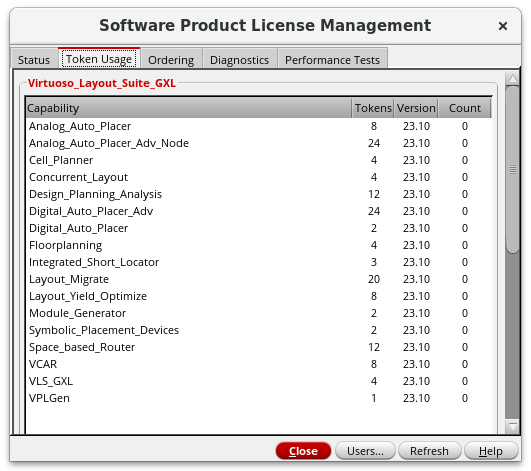 Software Product License Management
Status Token Usage Ordering Diagnostics Performance Tests
Virtuoso_Layout_Suite_GXL
Capability Tokens Version Count
Analog_Auto_Placer 8 23.10 0
Analog_Auto_Placer_Adv_Node 24 23.10 0
Cell_Planner 4 23.10 0
Concurrent_Layout 4 23.10 0
Design_Planning_Analysis 12 23.10 0
Digital_Auto_Placer_Adv 24 23.10 0
Digital_Auto_Placer 2 23.10 0
Floorplanning 4 23.10 0
Integrated_Short_Locator 3 23.10 0
Layout_Migrate 20 23.10 0
Layout_Yield_Optimize 8 23.10 0
Module_Generator 2 23.10 0
Symbolic_Placement_Devices 2 23.10 0
Space_based_Router 12 23.10 0
VCAR 8 23.10 0
VLS_GXL 4 23.10 0
VPLGen 1 23.10 0
Close Users... Refresh Help